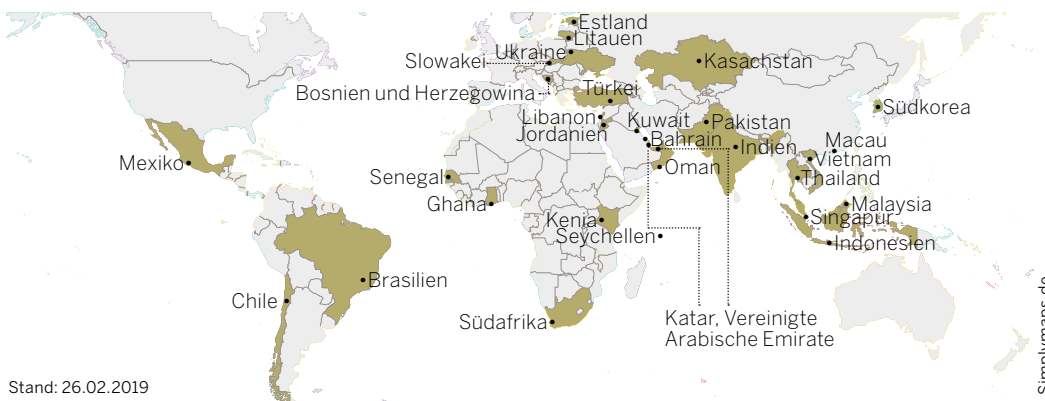 Estland
Litauen
Ukraine
Slowakei
Kasachstan
Bosnien und Herzegowina
Türkei
Südkorea
Libanon
Kuwait
Pakistan
Jordanien
Bahrain
Indien
Macau
Vietnam
Mexiko
Oman
Thailand
Senegal
Ghana
Malaysia
Kenia
Singapur
Seychellen
Indonesien
Brasilien
Chile
Südafrika
Katar, Vereinigte
Arabische Emirate
Stand: 26.02.2019
Simplymaps.de